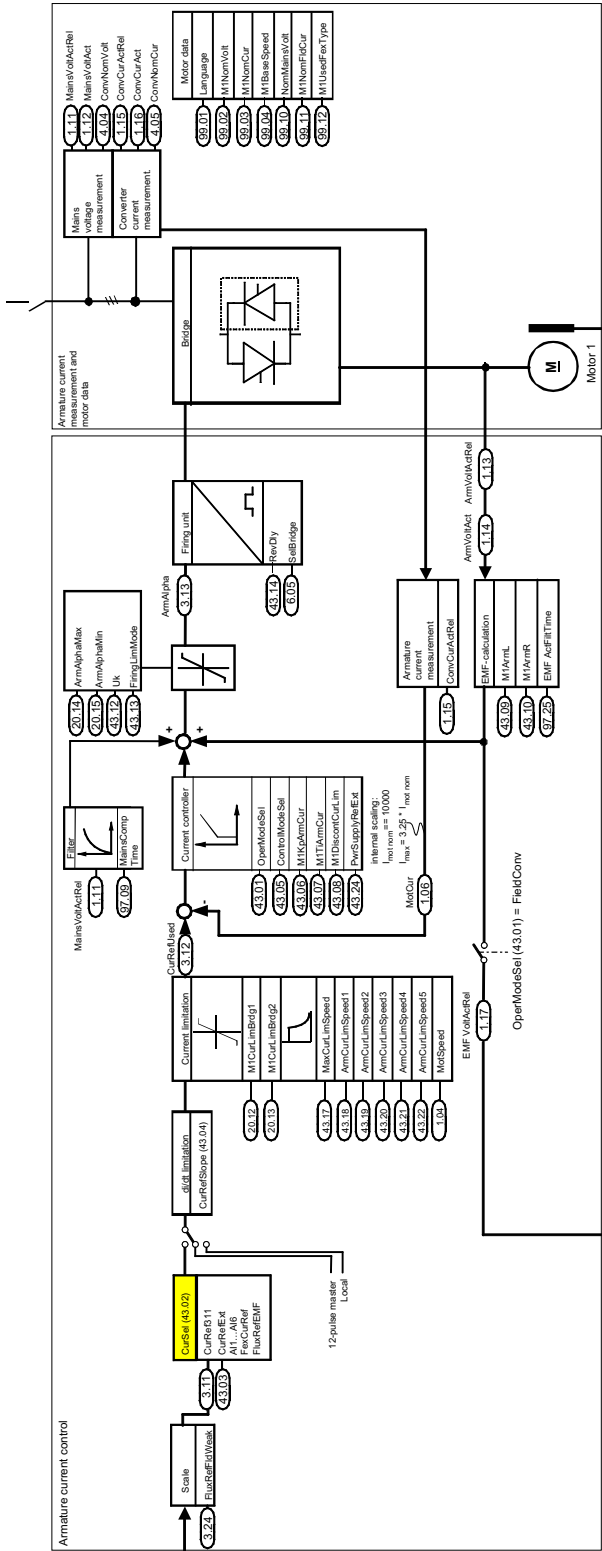 Armature current control
Scale
3.24
FluxRefFldWeak
CurSel (43.02)
3.11
CurRef311
43.03
CurRefExt
AI1...AI6
FexCurRef
FluxRefEMF
12-pulse master
Local
di/dt limitation
CurRefSlope (43.04)
Current limitation
20.12
M1CurLimBrdg1
20.13
M1CurLimBrdg2
43.17
MaxCurLimSpeed
43.18
ArmCurLimSpeed1
43.19
ArmCurLimSpeed2
43.20
ArmCurLimSpeed3
43.21
ArmCurLimSpeed4
43.22
ArmCurLimSpeed5
1.04
MotSpeed
CurRefUsed
3.12
-
MainsVoltActRel
1.11
97.09
Filter
MainsComp
Time
Current controller
43.01
OperModeSel
43.05
ControlModeSel
43.06
M1KpArmCur
43.07
M1TiArmCur
43.08
M1DiscontCurLim
43.24
PwrSupplyRefExt
internal scaling:
I mot nom == 10000
I max = 3.25 * I mot nom
MotCur
1.06
EMF VoltActRel
1.17
OperModeSel (43.01) = FieldConv
+
+
20.14
ArmAlphaMax
20.15
ArmAlphaMin
43.12
Uk
43.13
FiringLimMode
ArmAlpha
3.13
Firing unit
43.14
RevDly
6.05
SelBridge
Armature
current
measurement
1.15
ConvCurActRel
EMF-calculation
43.09
M1ArmL
43.10
M1ArmR
97.25
EMF ActFiltTime
ArmVoltAct
1.14
ArmVoltActRel
1.13
Armature current
measurement and
motor data
Bridge
M
Motor 1
Mains
voltage
measurement
Converter
current
measurement.
1.11
MainsVoltActRel
1.12
MainsVoltAct
4.04
ConvNomVolt
1.15
ConvCurActRel
1.16
ConvCurAct
4.05
ConvNomCur
Motor data
99.01
Language
99.02
M1NomVolt
99.03
M1NomCur
99.04
M1BaseSpeed
99.10
NomMainsVolt
99.11
M1NomFldCur
99.12
M1UsedFexType